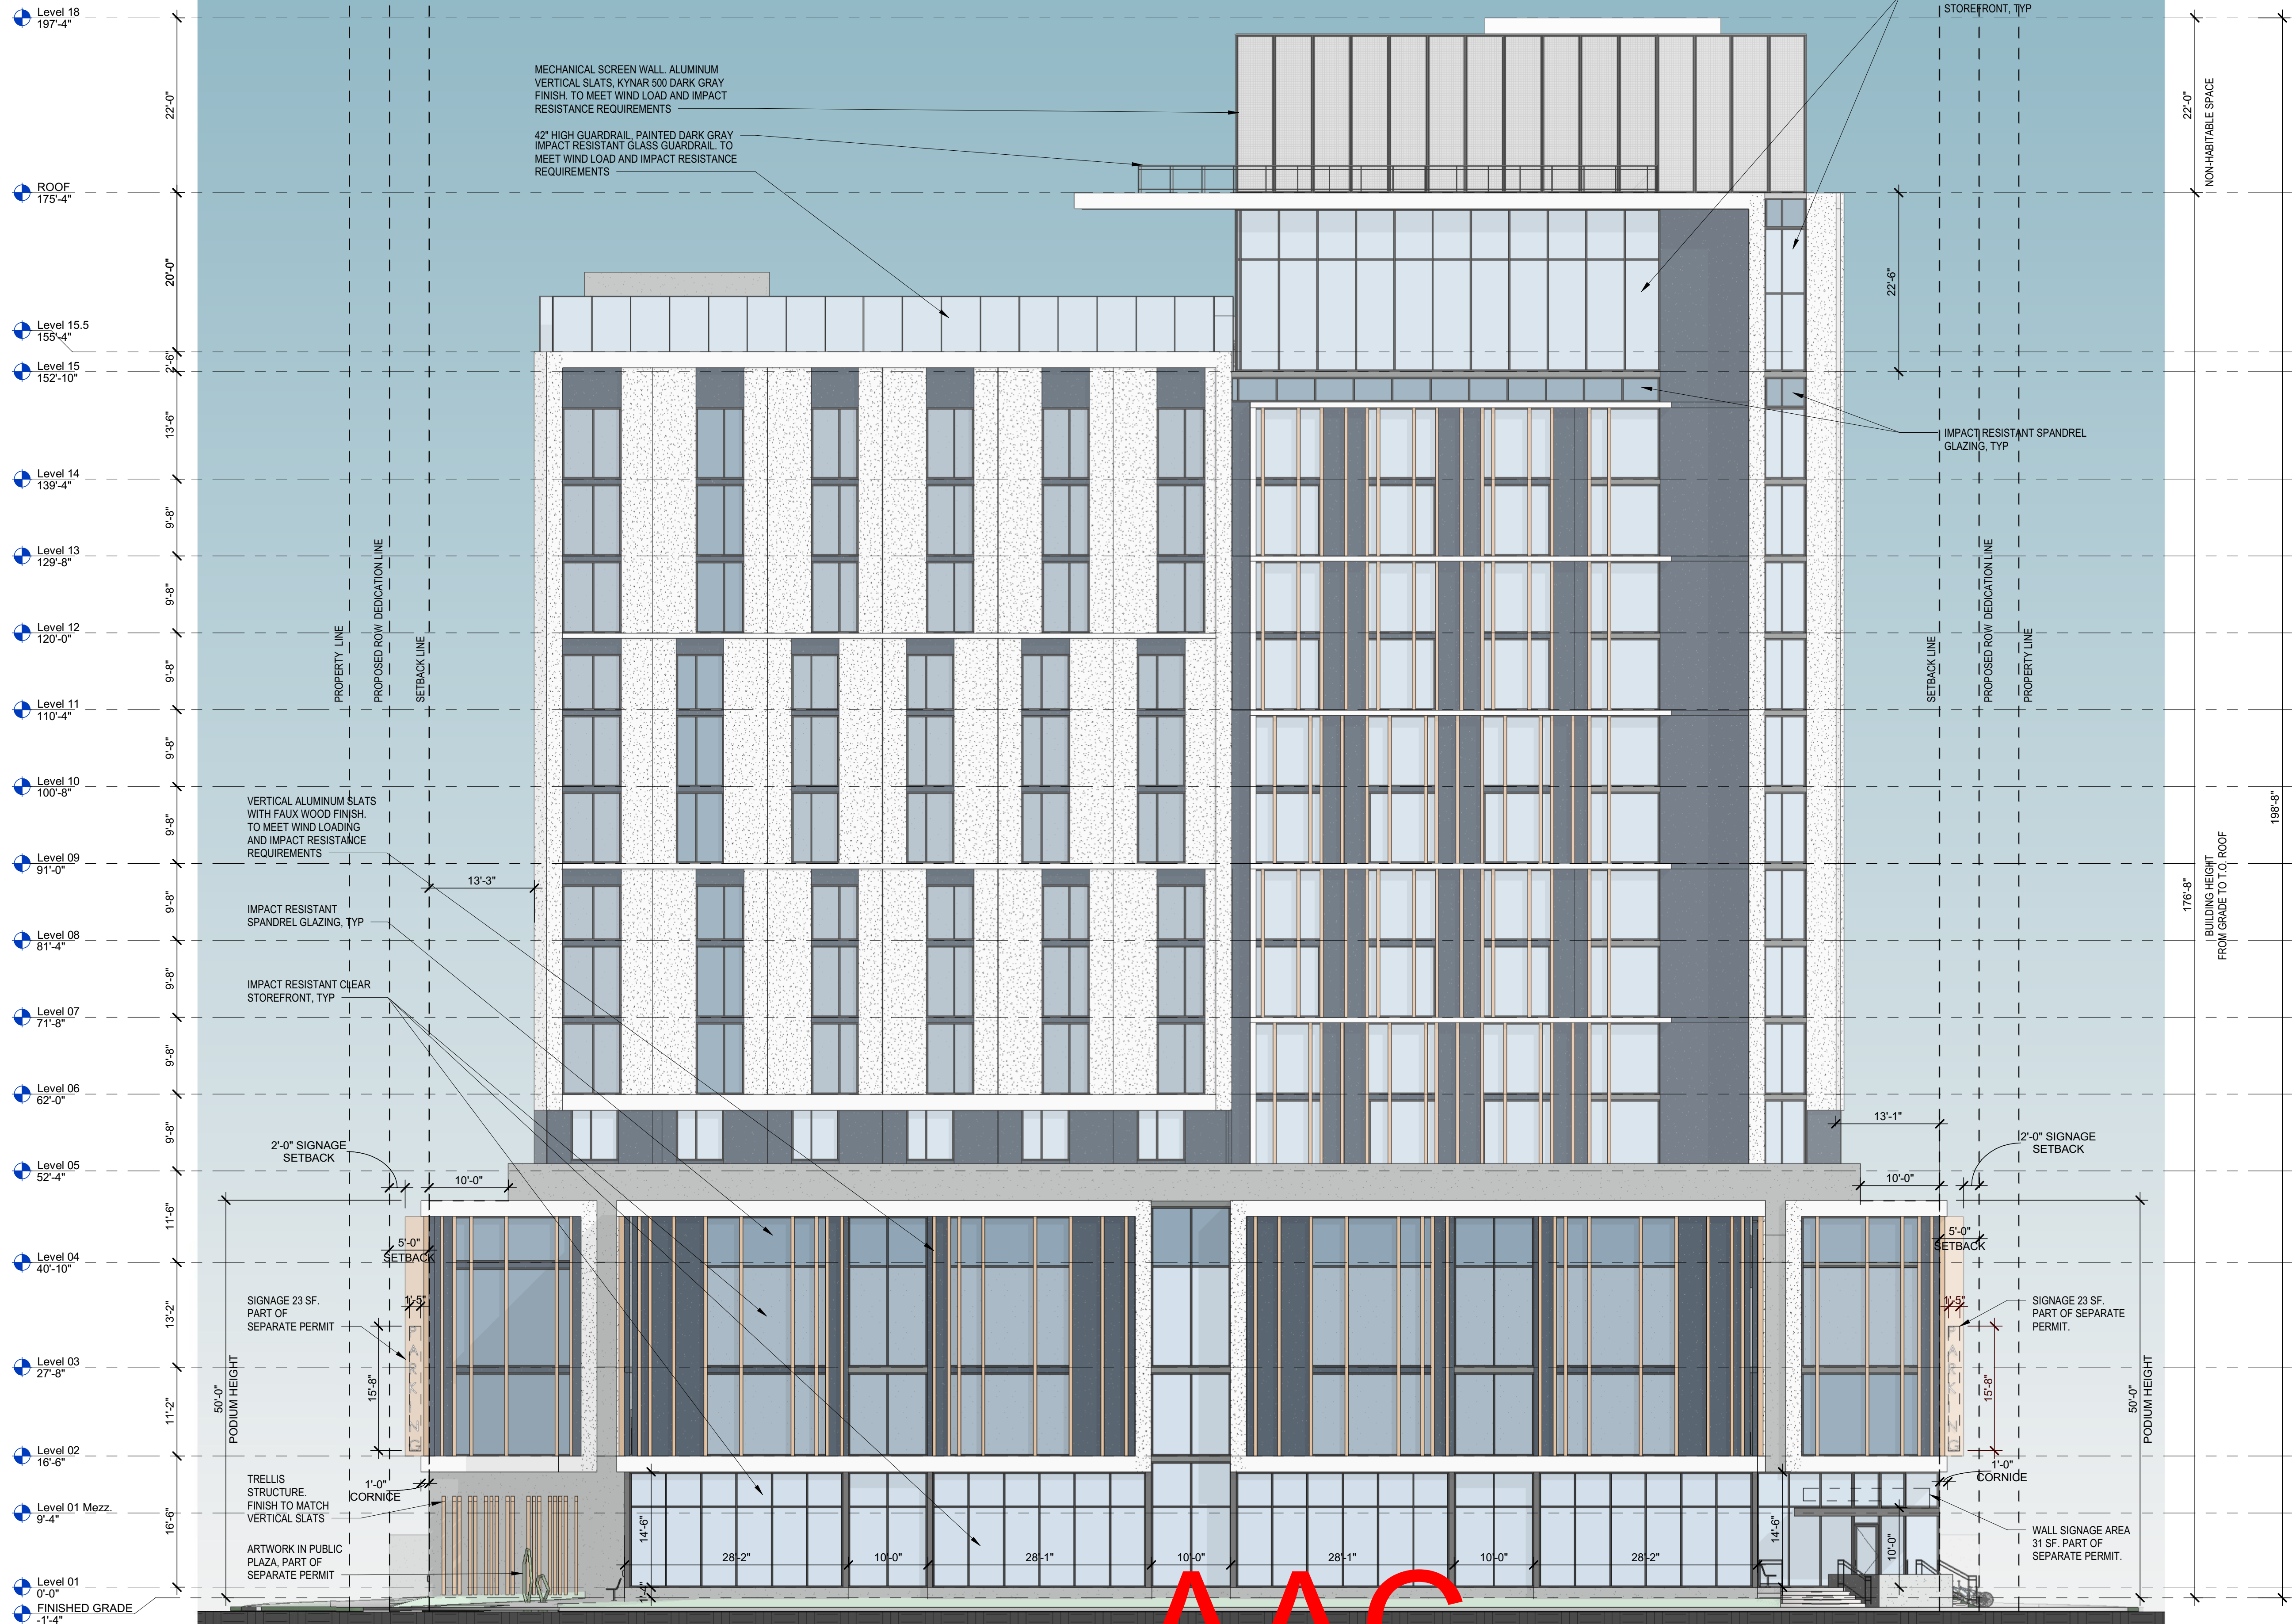 Level 18
197'-4"
22'-0"
ROOF
175'-4"
20'-0"
Level 15.5
155'-4"
2'-6"
Level 15
152'-10"
13'-6"
Level 14
139'-4"
9'-8"
Level 13
129'-8"
9'-8"
Level 12
120'-0"
9'-8"
Level 11
110'-4"
9'-8"
Level 10
100'-8"
9'-8"
Level 09
91'-0"
9'-8"
Level 08
81'-4"
9'-8"
Level 07
71'-8"
9'-8"
Level 06
62'-0"
9'-8"
Level 05
52'-4"
11'-6"
Level 04
40'-10"
13'-2"
Level 03
27'-8"
11'-2"
Level 02
16'-6"
16'-6"
Level 01 Mezz.
9'-4"
Level 01
0'-0"
FINISHED GRADE
-1'-4"
MECHANICAL SCREEN WALL. ALUMINUM
VERTICAL SLATS, KYNAR 500 DARK GRAY
FINISH. TO MEET WIND LOAD AND IMPACT
RESISTANCE REQUIREMENTS
42" HIGH GUARDRAIL, PAINTED DARK GRAY
IMPACT RESISTANT GLASS GUARDRAIL. TO
MEET WIND LOAD AND IMPACT RESISTANCE
REQUIREMENTS
PROPERTY LINE
PROPOSED ROW DEDICATION LINE
SETBACK LINE
VERTICAL ALUMINUM SLATS
WITH FAUX WOOD FINISH.
TO MEET WIND LOADING
AND IMPACT RESISTANCE
REQUIREMENTS
13'-3"
IMPACT RESISTANT
SPANDREL GLAZING, TYP
IMPACT RESISTANT CLEAR
STOREFRONT, TYP
2'-0" SIGNAGE
SETBACK
10'-0"
5'-0"
SETBACK
1'-5"
SIGNAGE 23 SF.
PART OF
SEPARATE PERMIT
PARKING
15'-8"
50'-0"
PODIUM HEIGHT
1'-0"
CORNICE
TRELLIS
STRUCTURE.
FINISH TO MATCH
VERTICAL SLATS
ARTWORK IN PUBLIC
PLAZA, PART OF
SEPARATE PERMIT
14'-6"
1'-4"
28'-2"
10'-0"
28'-1"
10'-0"
28'-1"
10'-0"
28'-2"
14'-6"
10'-0"
STOREFRONT, TYP
22'-0"
NON-HABITABLE SPACE
22'-6"
IMPACT RESISTANT SPANDREL
GLAZING, TYP
SETBACK LINE
PROPOSED ROW DEDICATION LINE
PROPERTY LINE
198'-8"
176'-8"
BUILDING HEIGHT
FROM GRADE TO T.O. ROOF
13'-1"
2'-0" SIGNAGE
SETBACK
10'-0"
5'-0"
SETBACK
1'-5"
SIGNAGE 23 SF.
PART OF SEPARATE
PERMIT.
PARKING
15'-8"
50'-0"
PODIUM HEIGHT
1'-0"
CORNICE
WALL SIGNAGE AREA
31 SF. PART OF
SEPARATE PERMIT.